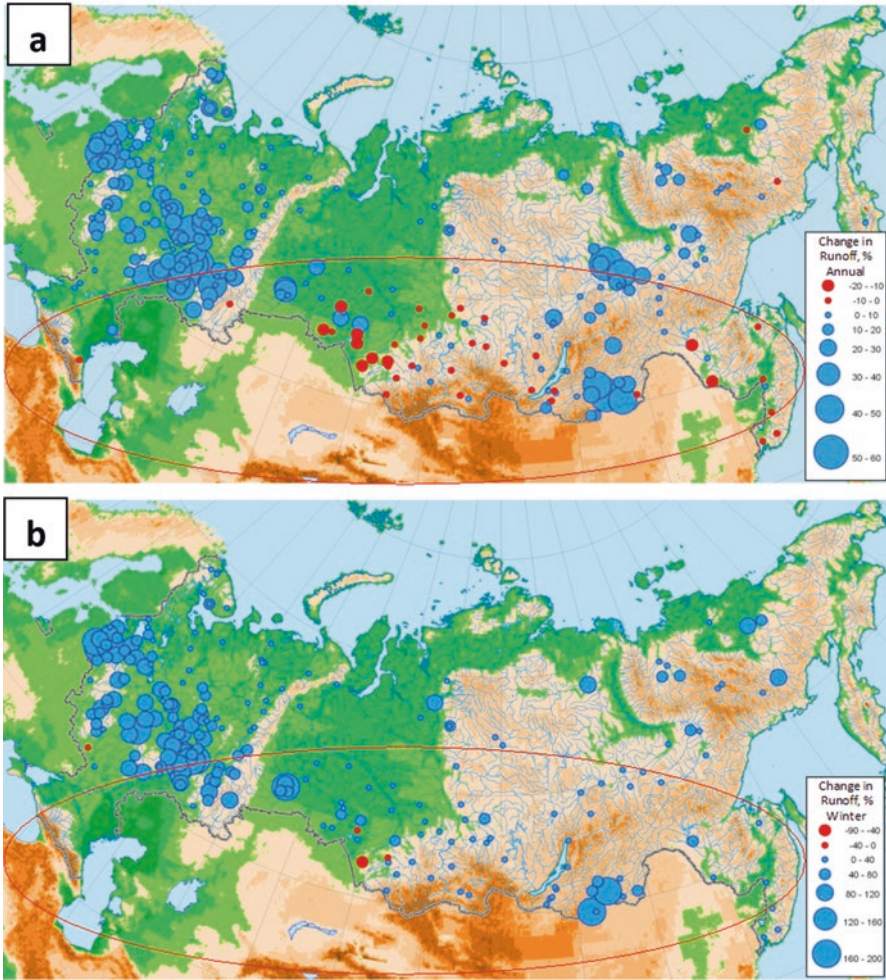 a
Change in
Runoff, %
Annual
-20 - -10
-10 - 0
0 - 10
10 - 20
20 - 30
30 - 40
40 - 50
50 - 60
b
Change in
Runoff, %
Winter
-90 - -40
-40 - 0
0 - 40
40 - 80
80 - 120
120 - 160
160 - 200